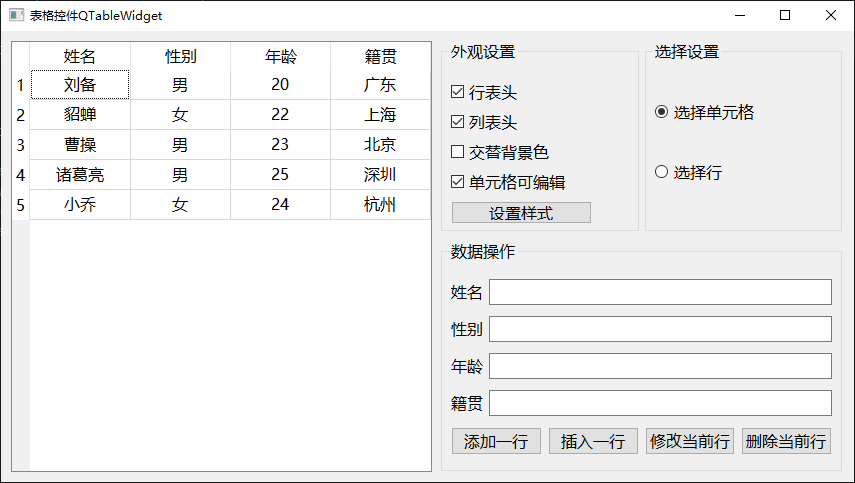 表格控件QTableWidget
姓名 性别 年龄 籍贯
1 刘备 男 20 广东
2 貂蝉 女 22 上海
3 曹操 男 23 北京
4 诸葛亮 男 25 深圳
5 小乔 女 24 杭州
外观设置
行表头
列表头
交替背景色
单元格可编辑
设置样式
选择设置
选择单元格
选择行
数据操作
姓名
性别
年龄
籍贯
添加一行 插入一行 修改当前行 删除当前行